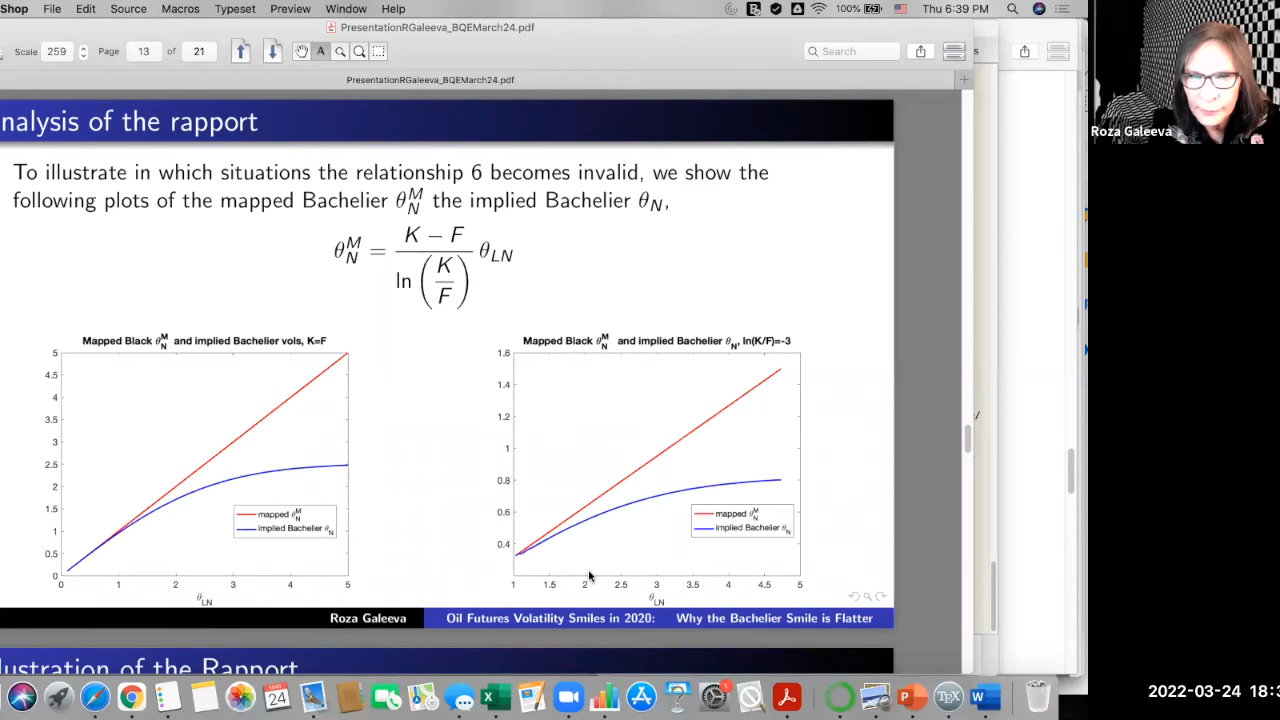 Shop File Edit Source Macros Typeset Preview Window Help 100% Thu 6:39 PM
PresentationRGaleeva_BQEMarch24.pdf
Scale 259 Page 13 of 21 A Search s
PresentationRGaleeva_BQEMarch24.pdf
nalysis of the rapport
Roza Galeeva
To illustrate in which situations the relationship 6 becomes invalid, we show the
following plots of the mapped Bachelier θ_N^M the implied Bachelier θ_N,
θ_N^M = (K − F) / ln(K/F) θ_LN
Mapped Black θ_N^M and implied Bachelier vols, K=F
5
4.5
4
3.5
3
2.5
2
1.5
1
0.5
0
mapped θ_N^M
implied Bachelier θ_N
0 1 2 3 4 5
θ_LN
Mapped Black θ_N^M and implied Bachelier θ_N, ln(K/F)=-3
1.6
1.4
1.2
1
0.8
0.6
0.4
mapped θ_N^M
implied Bachelier θ_N
1 1.5 2 2.5 3 3.5 4 4.5 5
θ_LN
Roza Galeeva Oil Futures Volatility Smiles in 2020: Why the Bachelier Smile is Flatter
lustration of the Rapport
MAR
24
2022-03-24 18:3